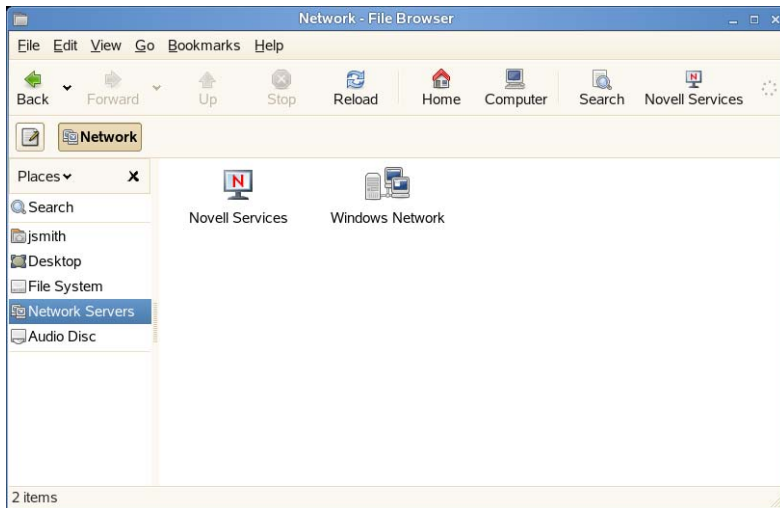 Network - File Browser
File Edit View Go Bookmarks Help
Back Forward Up Stop Reload Home Computer Search Novell Services
Network
Places
Search
jsmith
Desktop
File System
Network Servers
Audio Disc
N
Novell Services Windows Network
2 items